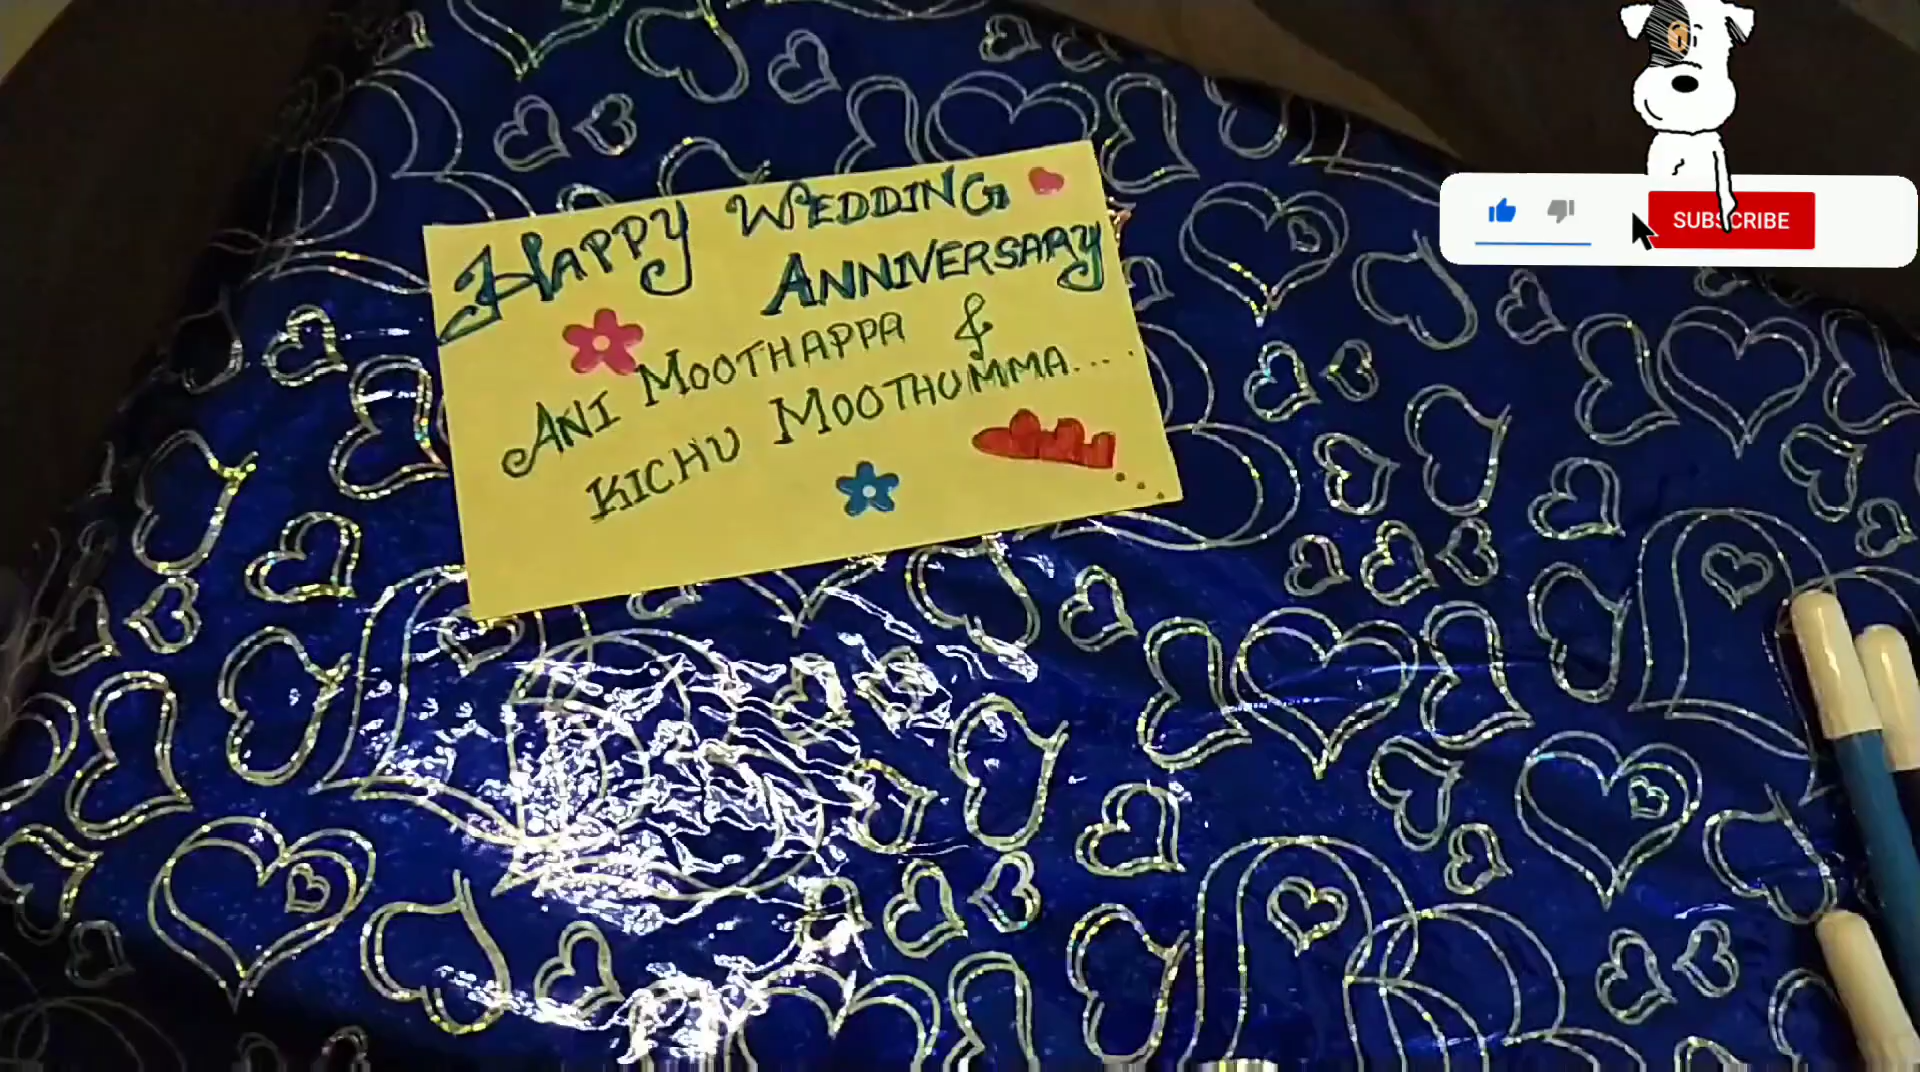 HAPPY WEDDING
ANNIVERSARY
ANI MOOTHAPPA &
KICHU MOOTHUMMA....
SUBSCRIBE